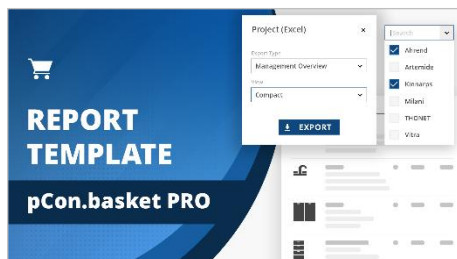 REPORT
TEMPLATE
pCon.basket PRO
Project (Excel)
x
Export Type
Management Overview
View
Compact
EXPORT
Search
Ahrend
Artemide
Kinnarps
Milani
THONET
Vitra